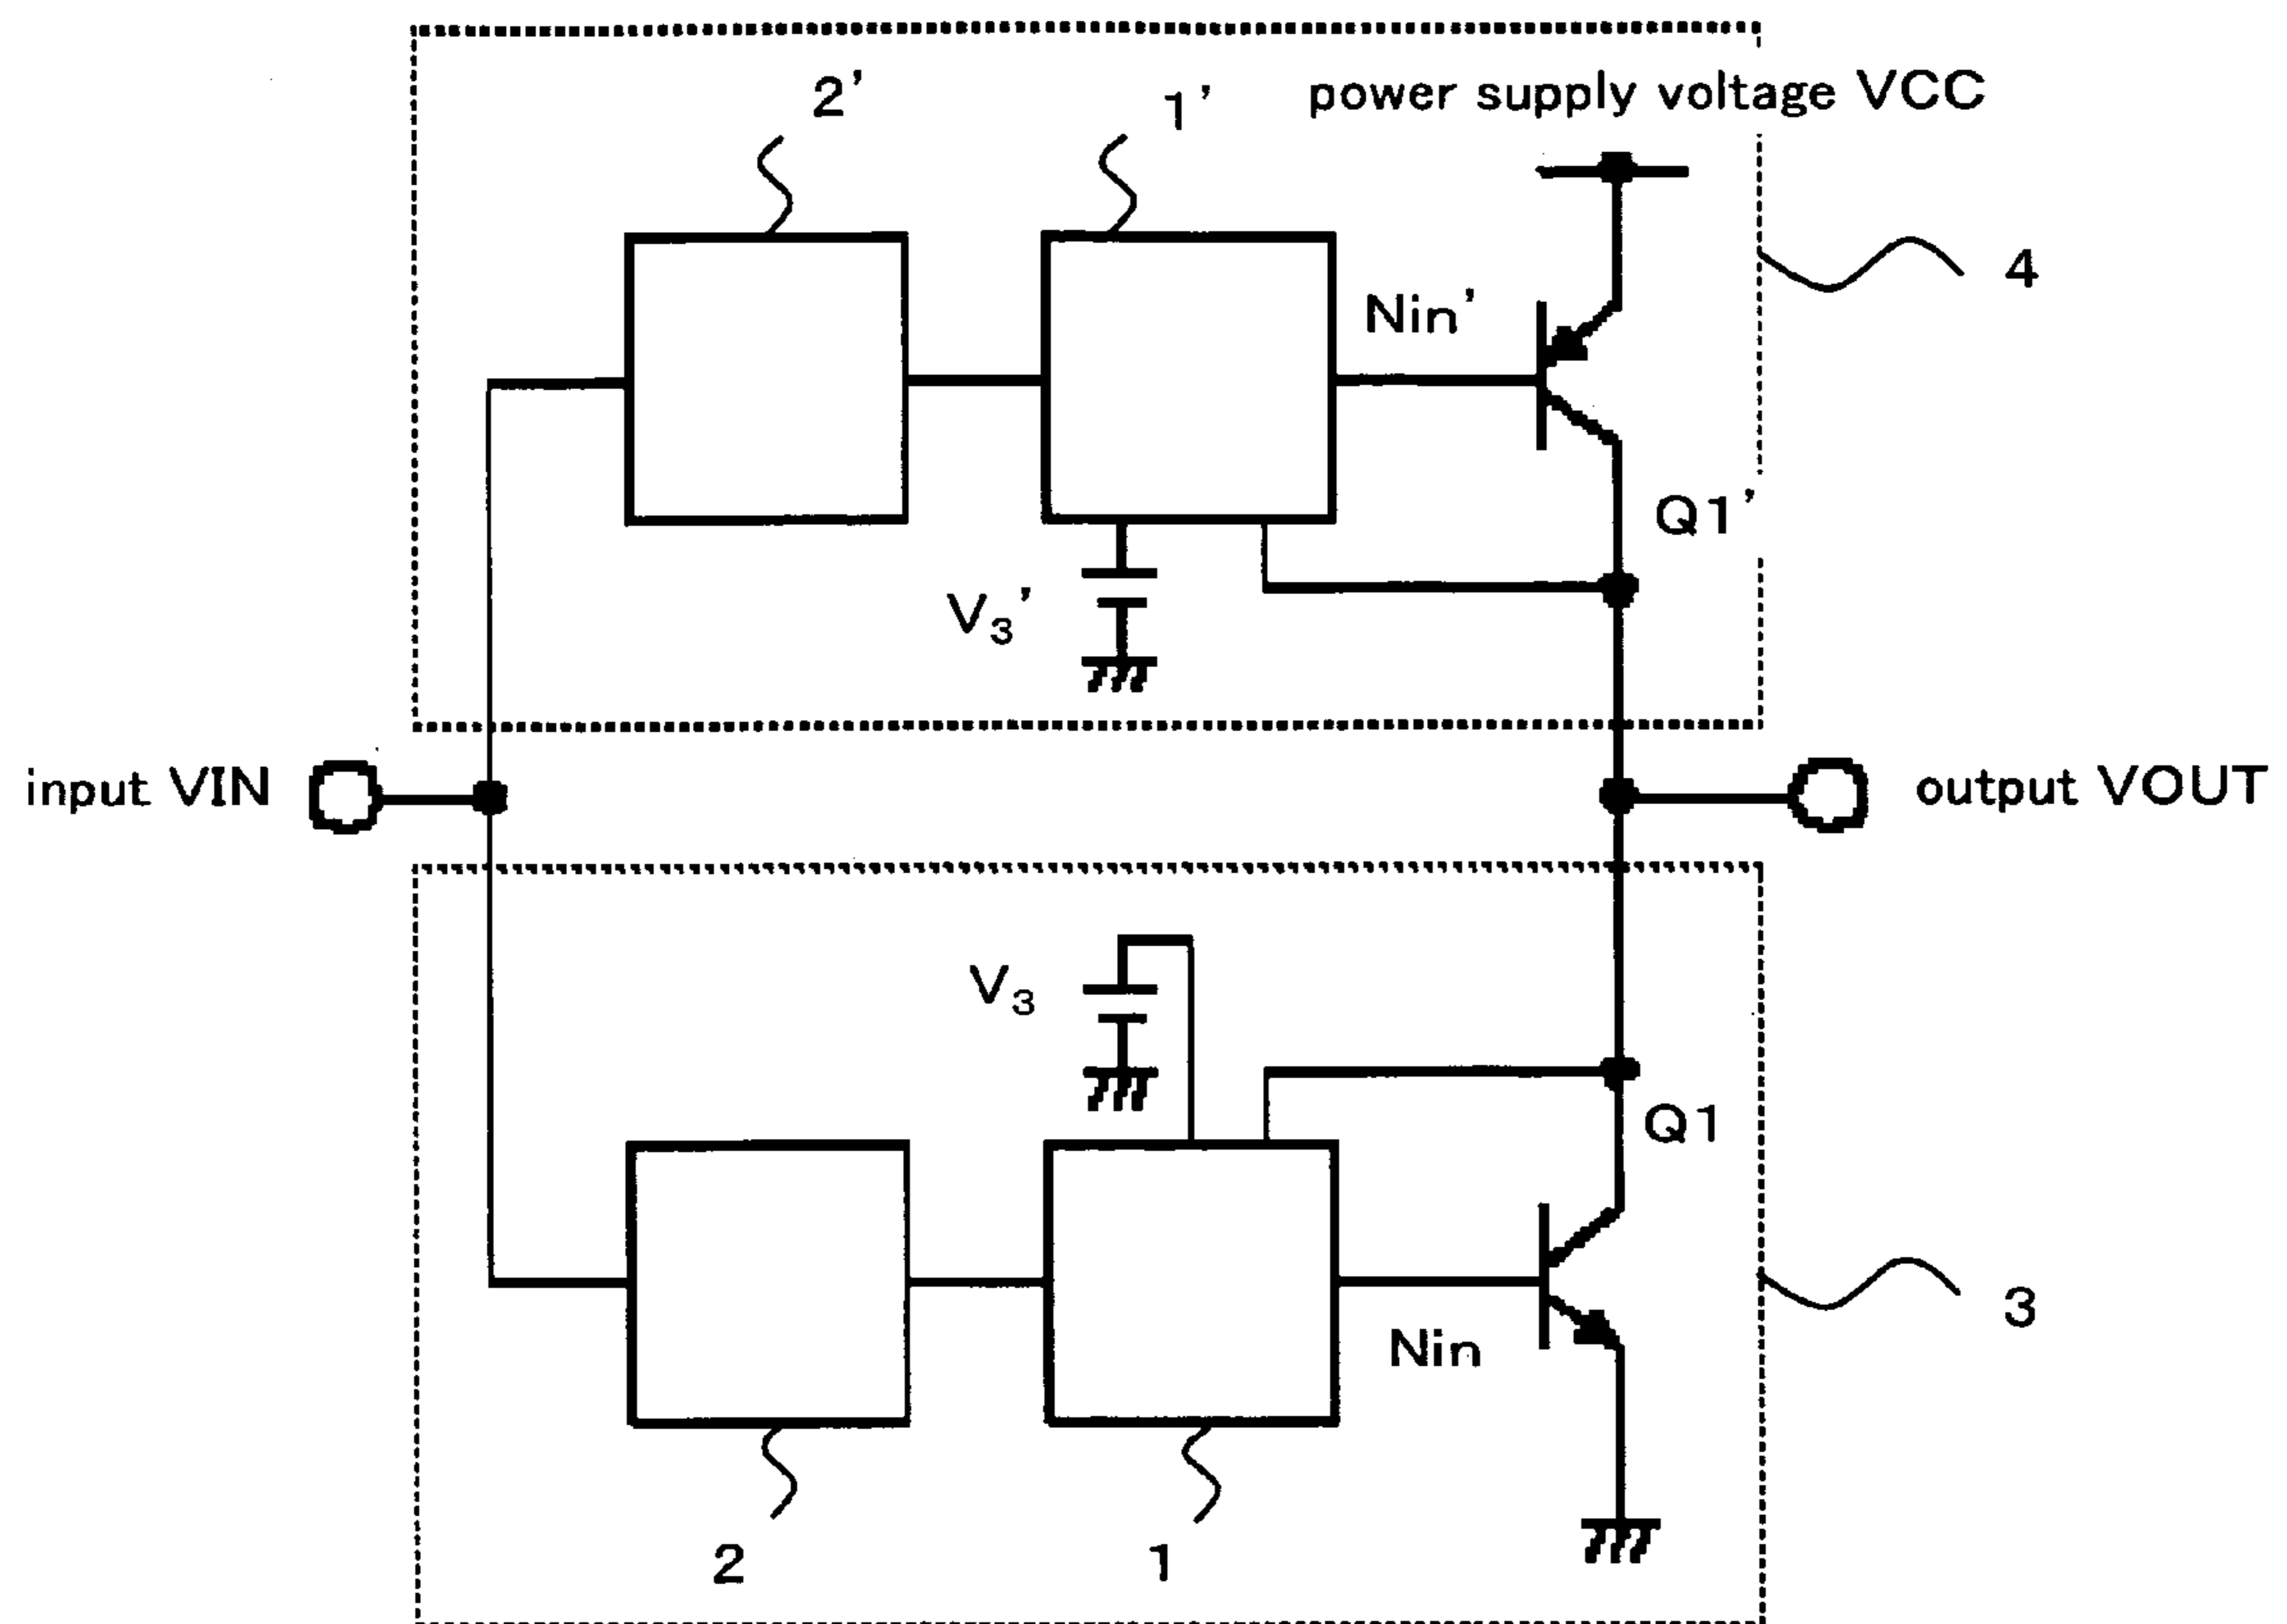 2’
1’
power supply voltage VCC
4
Nin’
Q1’
V₃’
input VIN
output VOUT
V₃
Q1
3
Nin
2
1